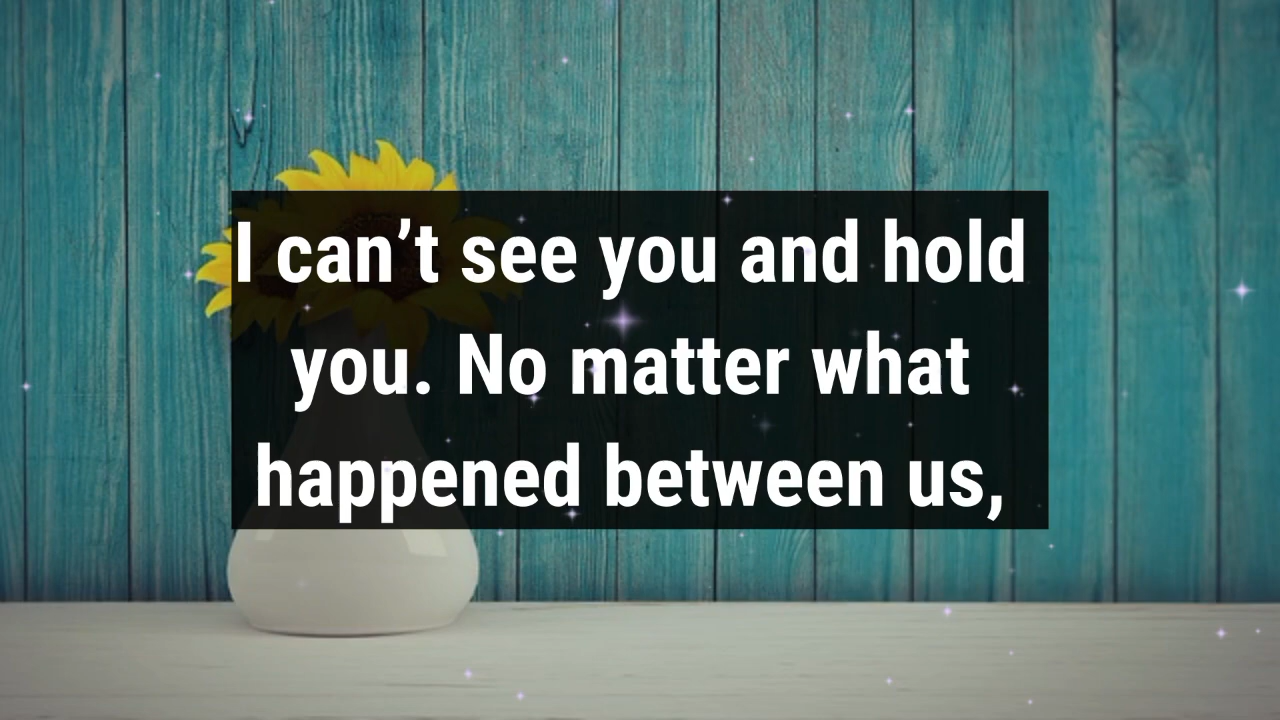 I can’t see you and hold
you. No matter what
happened between us,